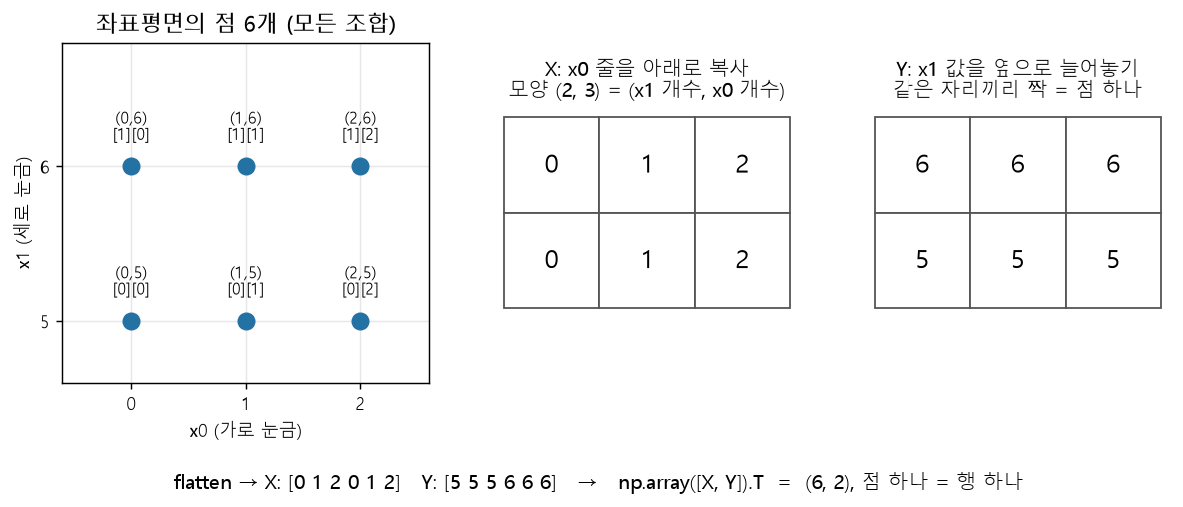 좌표평면의 점 6개 (모든 조합)
(0,6) (1,6) (2,6)
[1][0] [1][1] [1][2]
6
x1 (세로 눈금)
(0,5) (1,5) (2,5)
[0][0] [0][1] [0][2]
5
0 1 2
x0 (가로 눈금)
X: x0 줄을 아래로 복사
모양 (2, 3) = (x1 개수, x0 개수)
0 1 2
0 1 2
Y: x1 값을 옆으로 늘어놓기
같은 자리끼리 짝 = 점 하나
6 6 6
5 5 5
flatten → X: [0 1 2 0 1 2] Y: [5 5 5 6 6 6] → np.array([X, Y]).T = (6, 2), 점 하나 = 행 하나